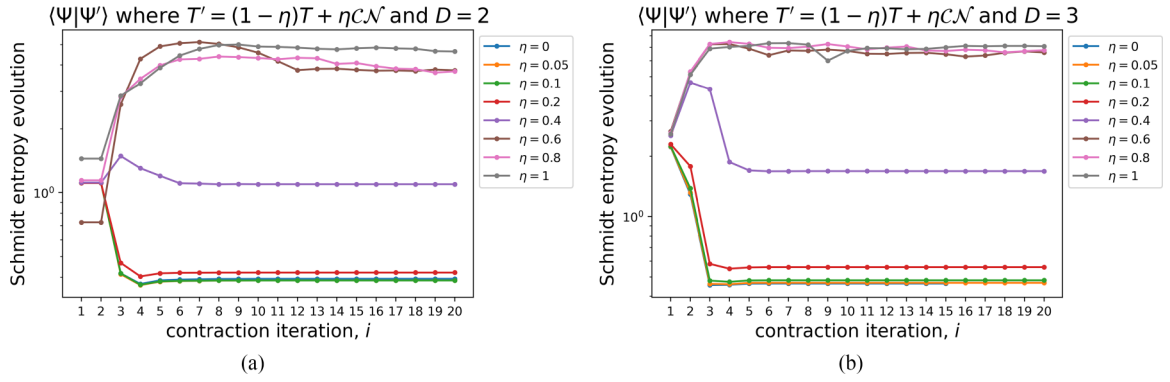 ⟨Ψ|Ψ′⟩ where T′ = (1 − η)T + η𝒞𝒩 and D = 2
Schmidt entropy evolution
10⁰
1 2 3 4 5 6 7 8 9 10 11 12 13 14 15 16 17 18 19 20
contraction iteration, i
η = 0
η = 0.05
η = 0.1
η = 0.2
η = 0.4
η = 0.6
η = 0.8
η = 1
(a)
⟨Ψ|Ψ′⟩ where T′ = (1 − η)T + η𝒞𝒩 and D = 3
Schmidt entropy evolution
10⁰
1 2 3 4 5 6 7 8 9 10 11 12 13 14 15 16 17 18 19 20
contraction iteration, i
η = 0
η = 0.05
η = 0.1
η = 0.2
η = 0.4
η = 0.6
η = 0.8
η = 1
(b)